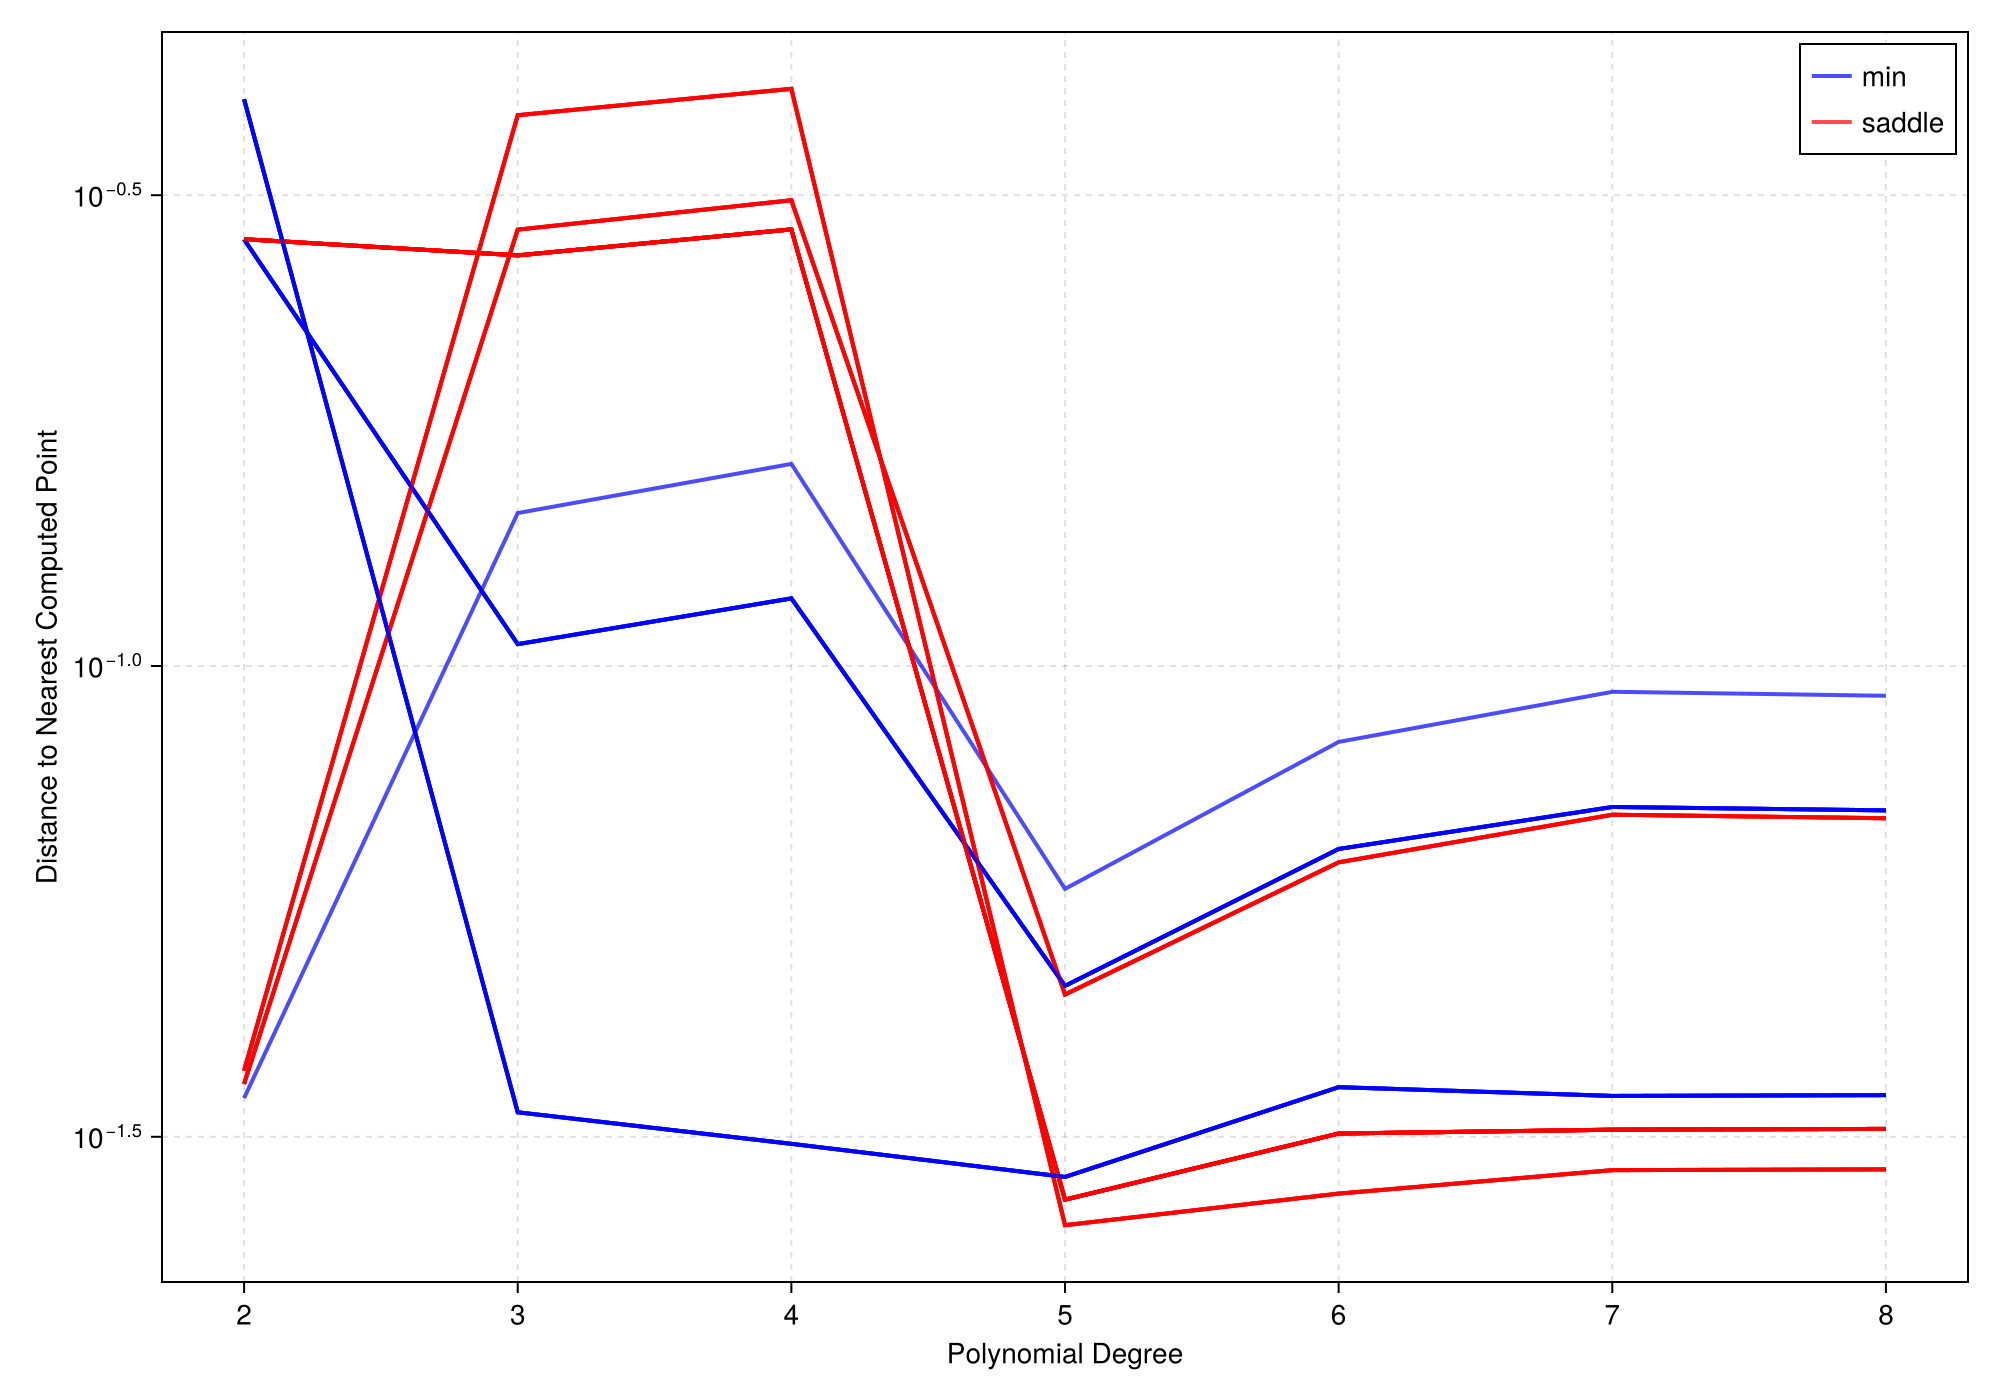 min
saddle
10⁻⁰·⁵
10⁻¹·⁰
10⁻¹·⁵
Distance to Nearest Computed Point
2 3 4 5 6 7 8
Polynomial Degree